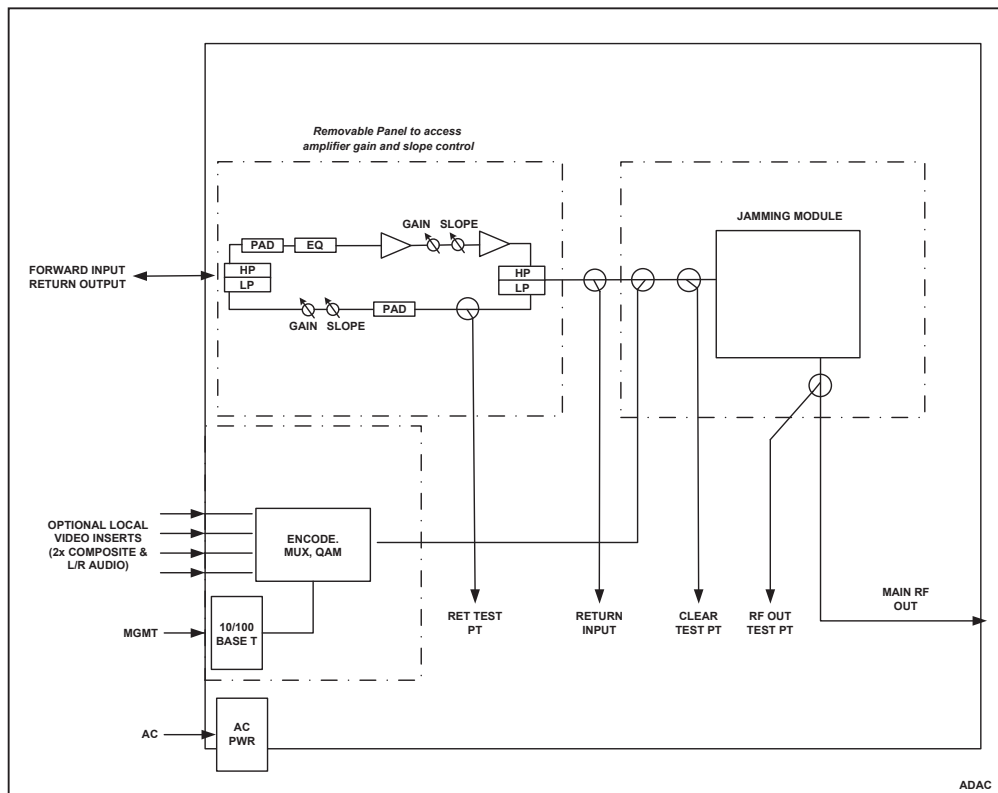 Removable Panel to access
amplifier gain and slope control
JAMMING MODULE
GAIN SLOPE
PAD
EQ
HP
LP
HP
LP
FORWARD INPUT
RETURN OUTPUT
PAD
GAIN SLOPE
OPTIONAL LOCAL
VIDEO INSERTS
(2x COMPOSITE &
L/R AUDIO)
ENCODE.
MUX, QAM
MAIN RF
OUT
RET TEST
PT
RETURN
INPUT
CLEAR
TEST PT
RF OUT
TEST PT
MGMT
10/100
BASE T
AC
AC
PWR
ADAC